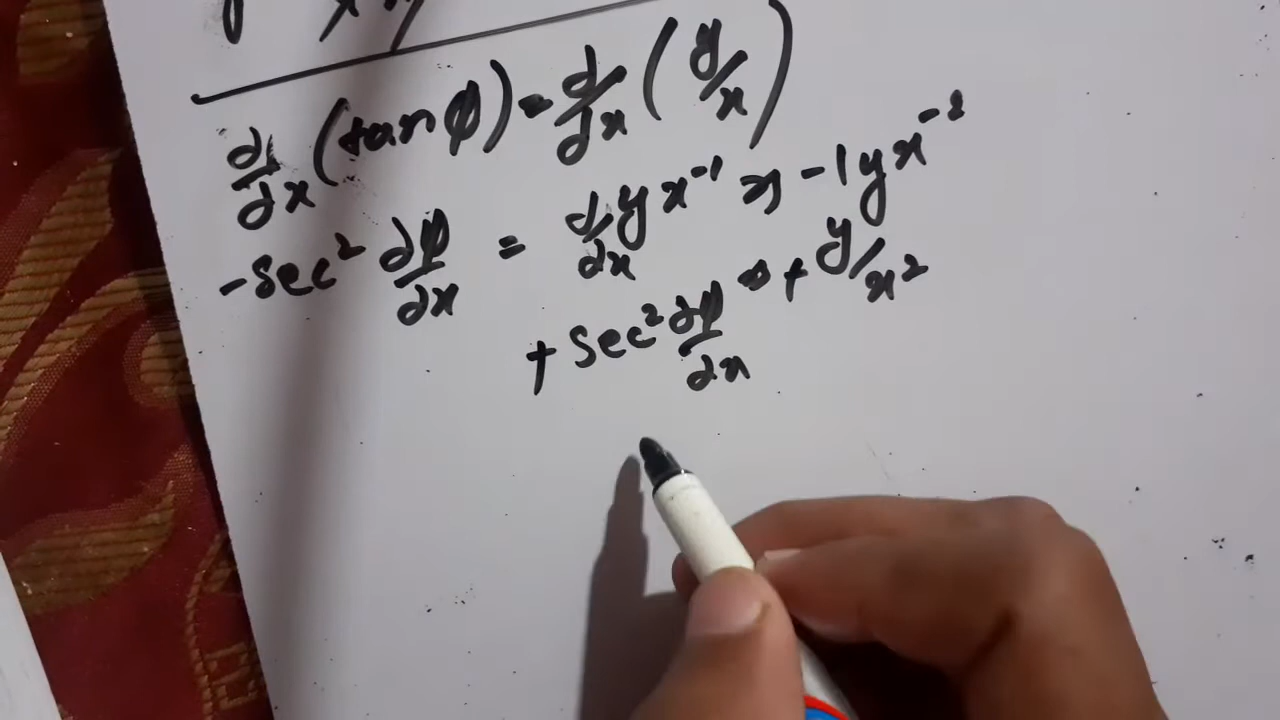 ∂/∂x (tan φ) = ∂/∂x (y/x)
-sec² ∂φ/∂x = ∂/∂x y x⁻¹ ⇒ -1 y x⁻²
+ sec² ∂φ/∂x = + y/x²